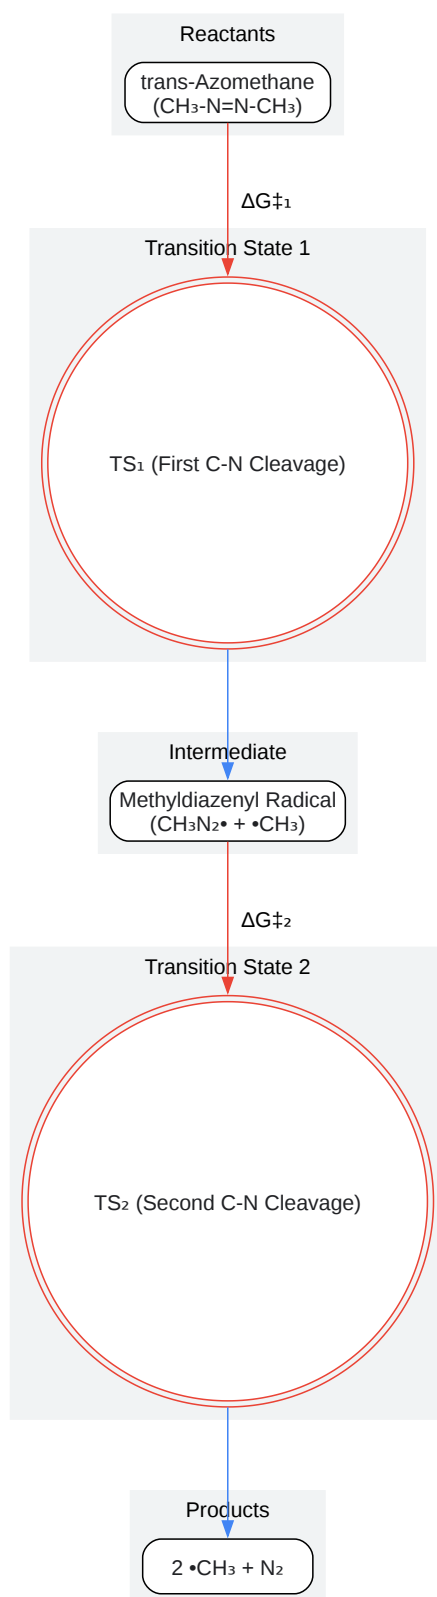 Reactants
trans-Azomethane
(CH₃-N=N-CH₃)
ΔG‡₁
Transition State 1
TS₁ (First C-N Cleavage)
Intermediate
Methyldiazenyl Radical
(CH₃N₂• + •CH₃)
ΔG‡₂
Transition State 2
TS₂ (Second C-N Cleavage)
Products
2 •CH₃ + N₂